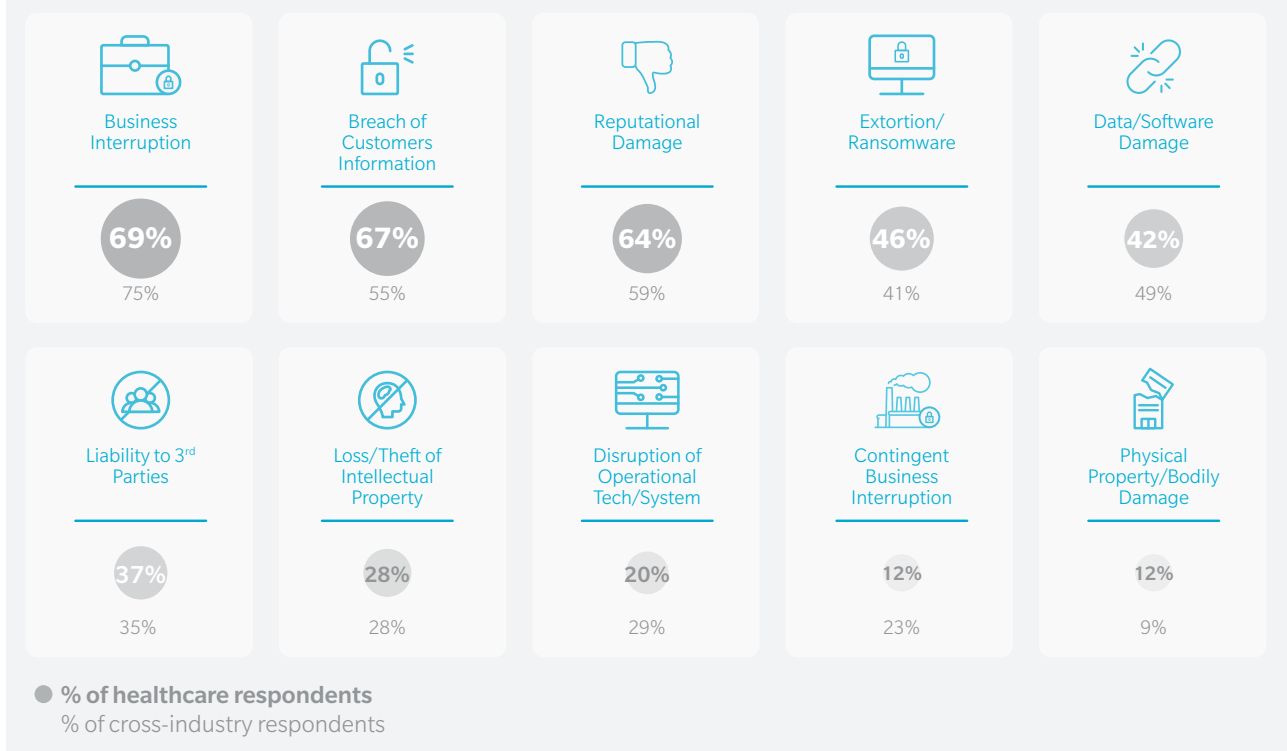 Business
Interruption
69%
75%
Breach of
Customers
Information
67%
55%
Reputational
Damage
64%
59%
Extortion/
Ransomware
46%
41%
Data/Software
Damage
42%
49%
Liability to 3rd
Parties
37%
35%
Loss/Theft of
Intellectual
Property
28%
28%
Disruption of
Operational
Tech/System
20%
29%
Contingent
Business
Interruption
12%
23%
Physical
Property/Bodily
Damage
12%
9%
% of healthcare respondents
% of cross-industry respondents